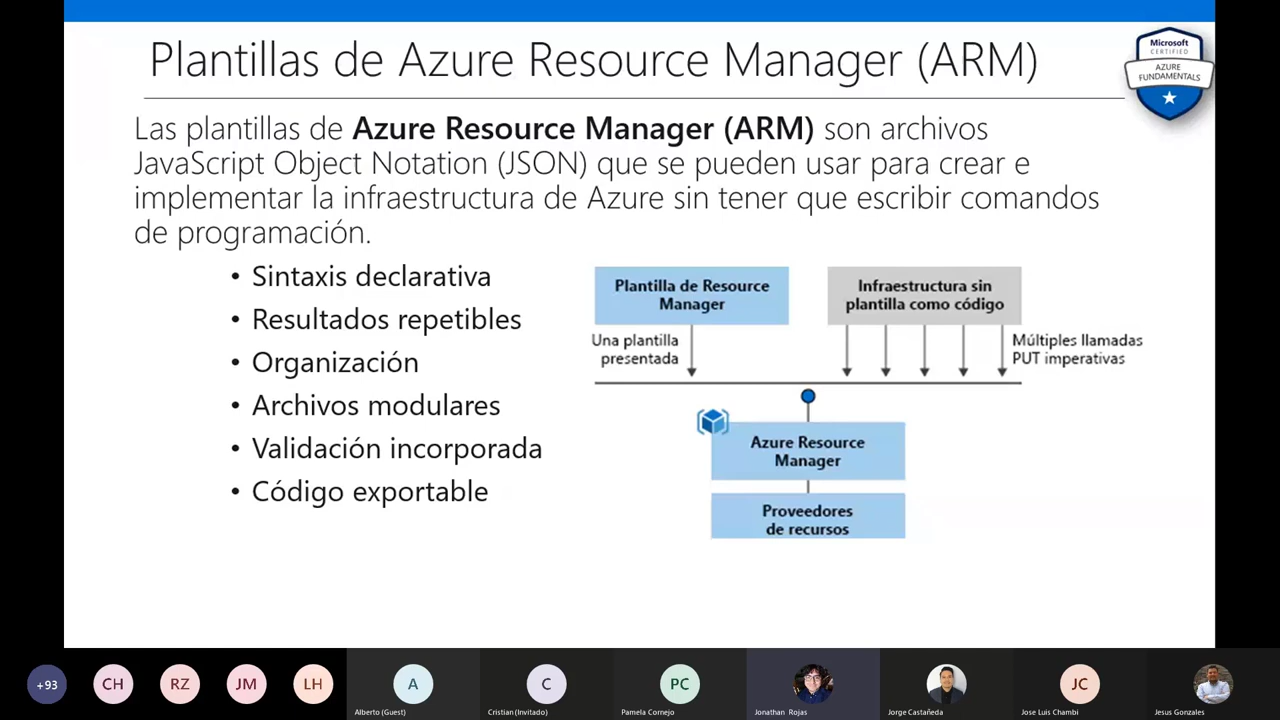 Plantillas de Azure Resource Manager (ARM)
Microsoft
CERTIFIED
AZURE
FUNDAMENTALS
Las plantillas de Azure Resource Manager (ARM) son archivos
JavaScript Object Notation (JSON) que se pueden usar para crear e
implementar la infraestructura de Azure sin tener que escribir comandos
de programación.
• Sintaxis declarativa
• Resultados repetibles
• Organización
• Archivos modulares
• Validación incorporada
• Código exportable
Plantilla de Resource
Manager
Infraestructura sin
plantilla como código
Una plantilla
presentada
Múltiples llamadas
PUT imperativas
Azure Resource
Manager
Proveedores
de recursos
+93
CH
RZ
JM
LH
A
Alberto (Guest)
C
Cristian (Invitado)
PC
Pamela Cornejo
Jonathan Rojas
Jorge Castañeda
JC
Jose Luis Chambi
Jesus Gonzales